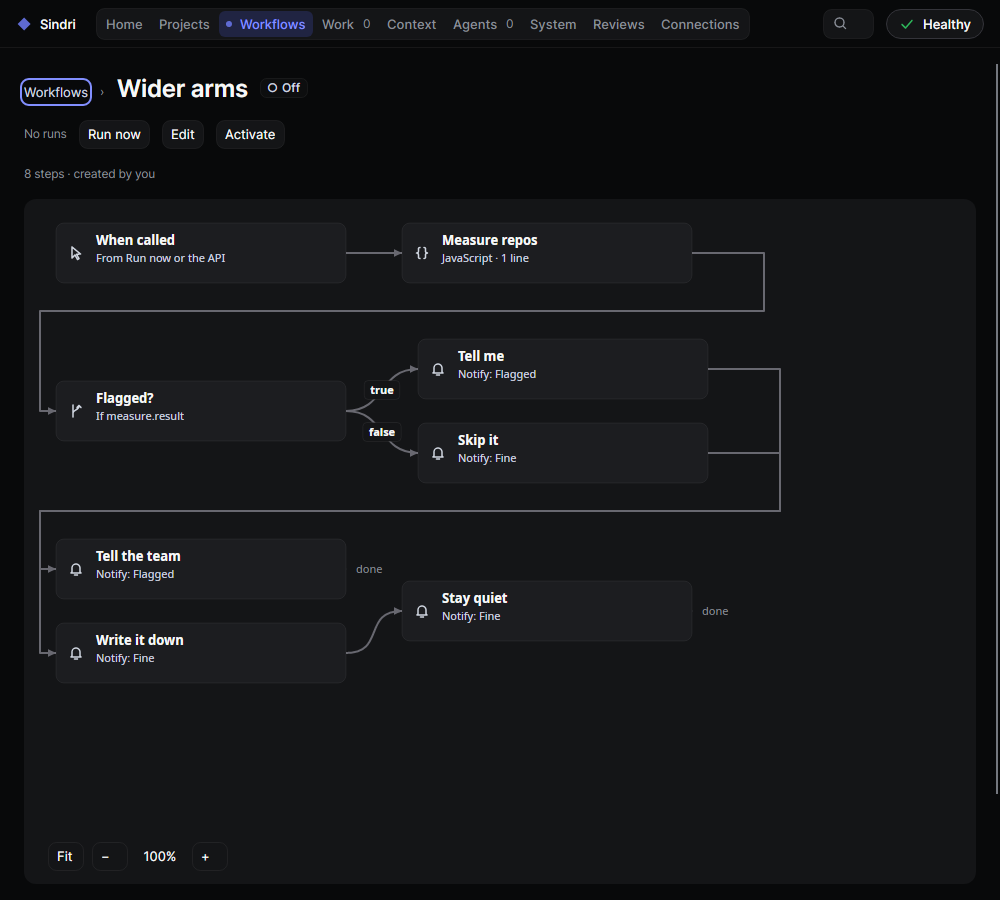 Sindri Home Projects Workflows Work 0 Context Agents 0 System Reviews Connections Healthy
Workflows › Wider arms Off
No runs Run now Edit Activate
8 steps · created by you
When called
From Run now or the API
Measure repos
JavaScript · 1 line
Tell me
Notify: Flagged
true
Flagged?
If measure.result
false
Skip it
Notify: Fine
Tell the team
Notify: Flagged
done
Stay quiet
Notify: Fine
done
Write it down
Notify: Fine
Fit − 100% +